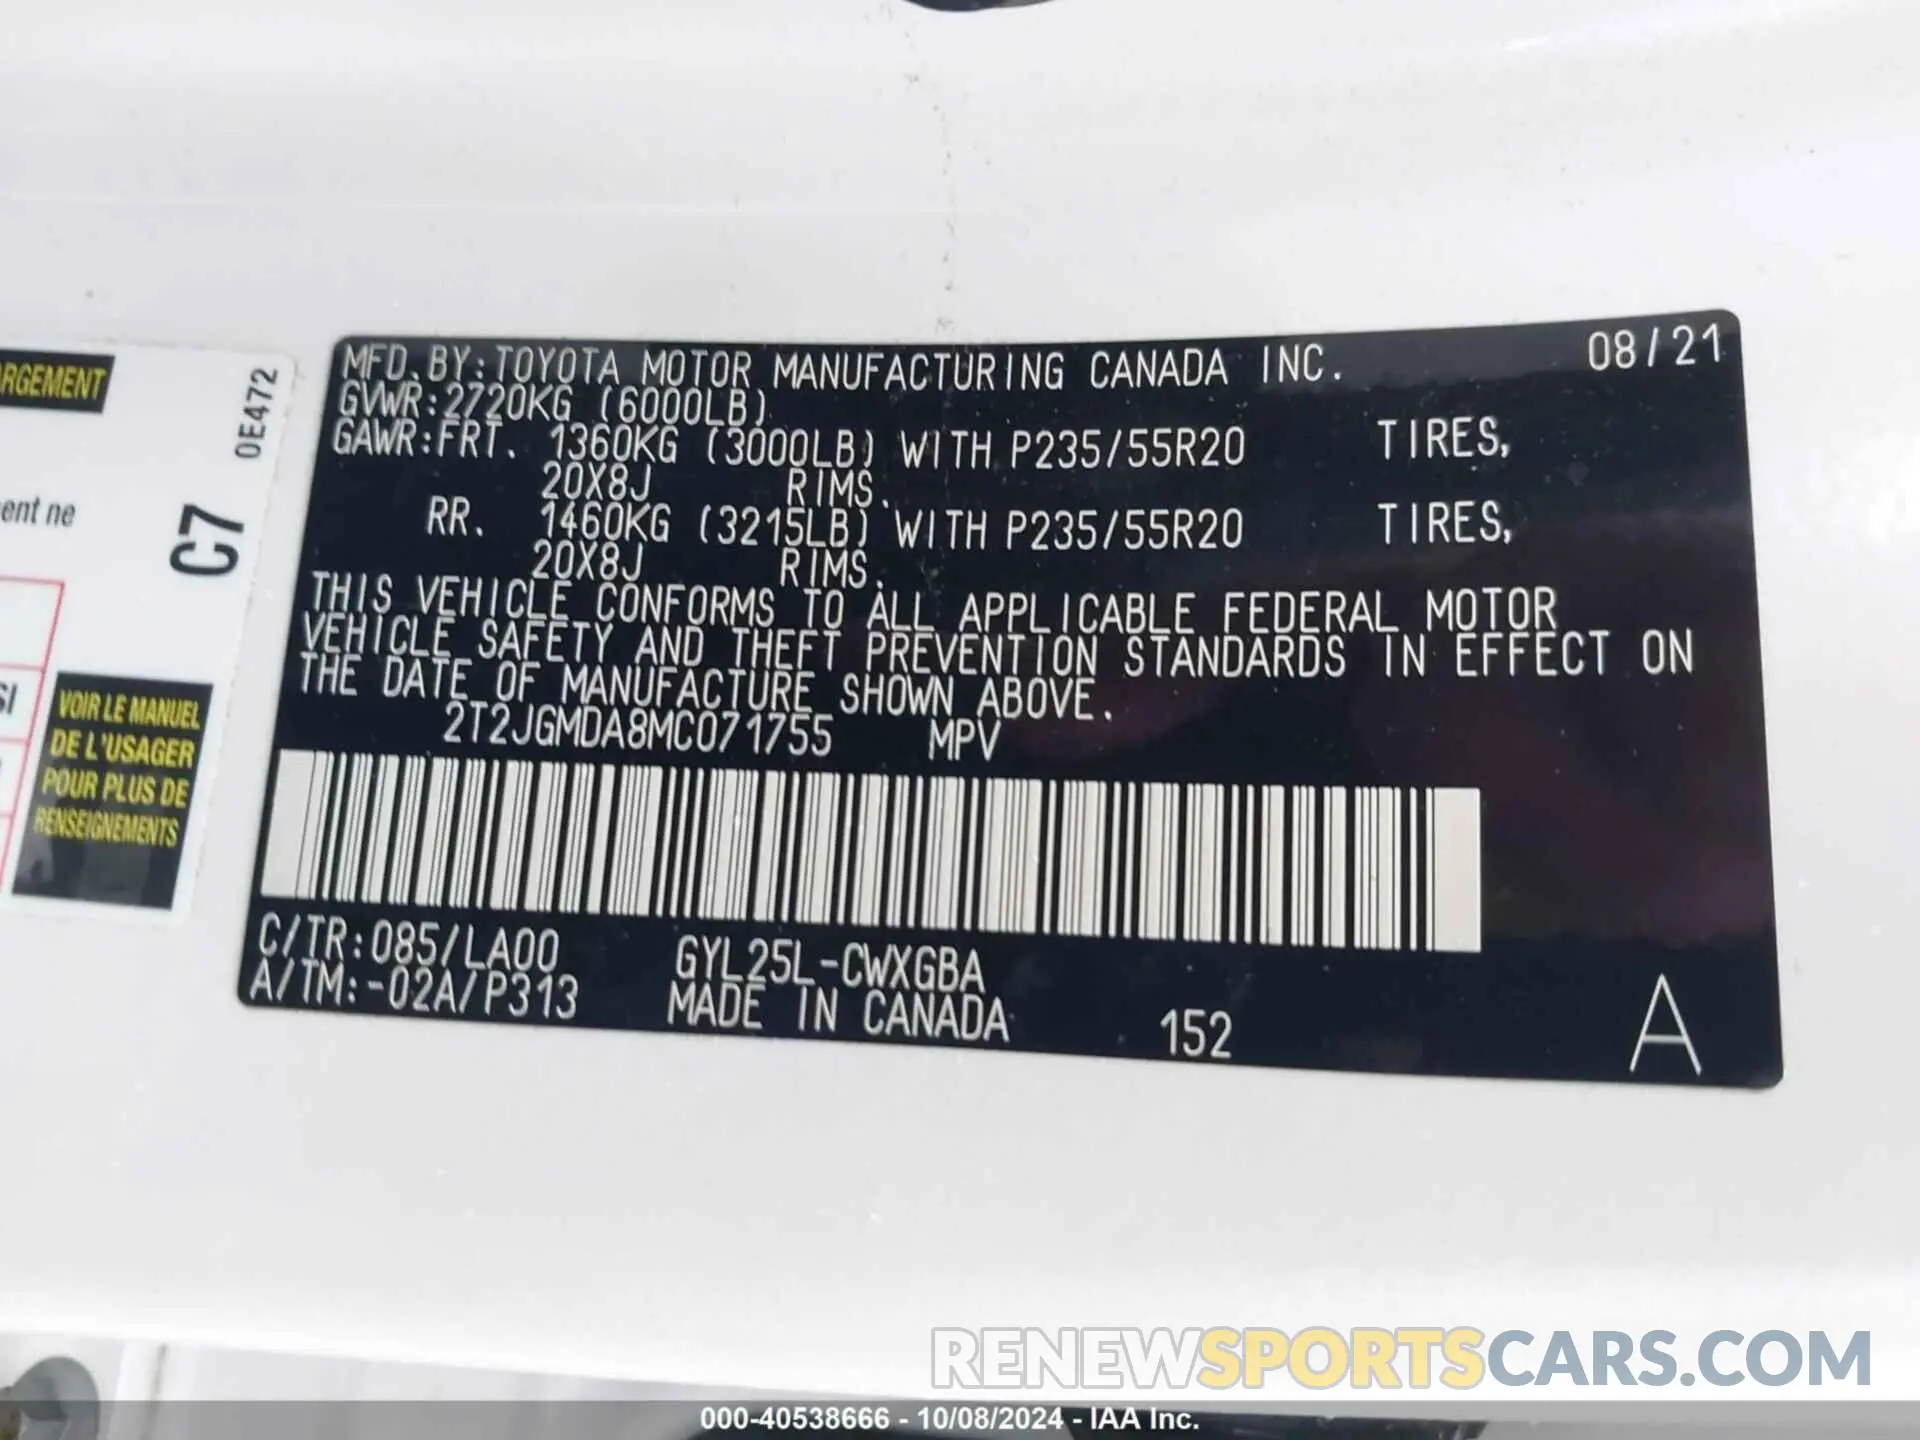 ARGEMENT
0E472
C7
ent ne
SI
VOIR LE MANUEL
DE L'USAGER
POUR PLUS DE
RENSEIGNEMENTS
MFD.BY:TOYOTA MOTOR MANUFACTURING CANADA INC. 08/21
GVWR:2720KG (6000LB)
GAWR:FRT. 1360KG (3000LB) WITH P235/55R20 TIRES,
20X8J RIMS.
RR. 1460KG (3215LB) WITH P235/55R20 TIRES,
20X8J RIMS.
THIS VEHICLE CONFORMS TO ALL APPLICABLE FEDERAL MOTOR
VEHICLE SAFETY AND THEFT PREVENTION STANDARDS IN EFFECT ON
THE DATE OF MANUFACTURE SHOWN ABOVE.
2T2JGMDA8MC071755 MPV
C/TR:085/LA00 GYL25L-CWXGBA
A/TM:-02A/P313 MADE IN CANADA 152 A
RENEWSPORTSCARS.COM
000-40538666 - 10/08/2024 - IAA Inc.